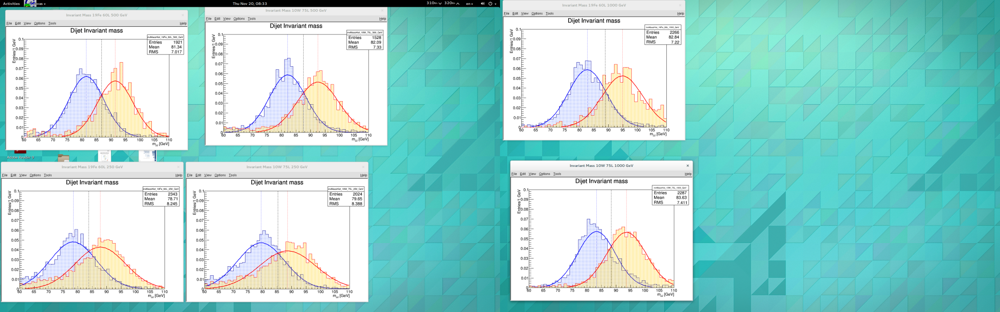 Activities
vas
Thu Nov 20, 08:33
310
320
en
Invariant Mass 19Fe 60L 500 GeV
File Edit View Options Tools Help
Dijet Invariant mass
invMassHist_19Fe_60L_500_GeV
Entries 1921
Mean 81.34
RMS 7.017
Entries/1 GeV
0.1
0.09
0.08
0.07
0.06
0.05
0.04
0.03
0.02
0.01
0
60 65 70 75 80 85 90 95 100 105 110
mJJ [GeV]
Invariant Mass 10W 75L 500 GeV
File Edit View Options Tools Help
Dijet Invariant mass
invMassHist_10W_75L_500_GeV
Entries 1528
Mean 82.09
RMS 7.33
Entries/1 GeV
0.1
0.09
0.08
0.07
0.06
0.05
0.04
0.03
0.02
0.01
0
60 65 70 75 80 85 90 95 100 105 110
mJJ [GeV]
Invariant Mass 19Fe 60L 1000 GeV
File Edit View Options Tools Help
Dijet Invariant mass
invMassHist_19Fe_60L_1000_GeV
Entries 2266
Mean 82.84
RMS 7.22
Entries/1 GeV
0.1
0.09
0.08
0.07
0.06
0.05
0.04
0.03
0.02
0.01
0
60 65 70 75 80 85 90 95 100 105 110
mJJ [GeV]
Adobe Reader 9
Invariant Mass 19Fe 60L 250 GeV
File Edit View Options Tools Help
Dijet Invariant mass
invMassHist_19Fe_60L_250_GeV
Entries 2343
Mean 78.71
RMS 8.245
Entries/1 GeV
0.1
0.09
0.08
0.07
0.06
0.05
0.04
0.03
0.02
0.01
0
60 65 70 75 80 85 90 95 100 105 110
mJJ [GeV]
Invariant Mass 10W 75L 250 GeV
File Edit View Options Tools Help
Dijet Invariant mass
invMassHist_10W_75L_250_GeV
Entries 2024
Mean 79.65
RMS 8.388
Entries/1 GeV
0.1
0.09
0.08
0.07
0.06
0.05
0.04
0.03
0.02
0.01
0
60 65 70 75 80 85 90 95 100 105 110
mJJ [GeV]
Invariant Mass 10W 75L 1000 GeV
File Edit View Options Tools Help
Dijet Invariant mass
invMassHist_10W_75L_1000_GeV
Entries 2287
Mean 83.63
RMS 7.411
Entries/1 GeV
0.1
0.09
0.08
0.07
0.06
0.05
0.04
0.03
0.02
0.01
0
60 65 70 75 80 85 90 95 100 105 110
mJJ [GeV]